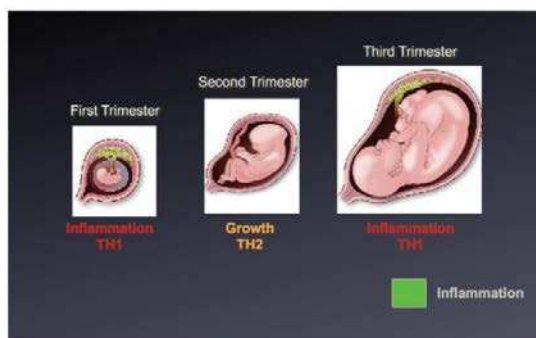 Third Trimester
Second Trimester
First Trimester
Inflammation
TH1
Growth
TH2
Inflammation
TH1
Inflammation